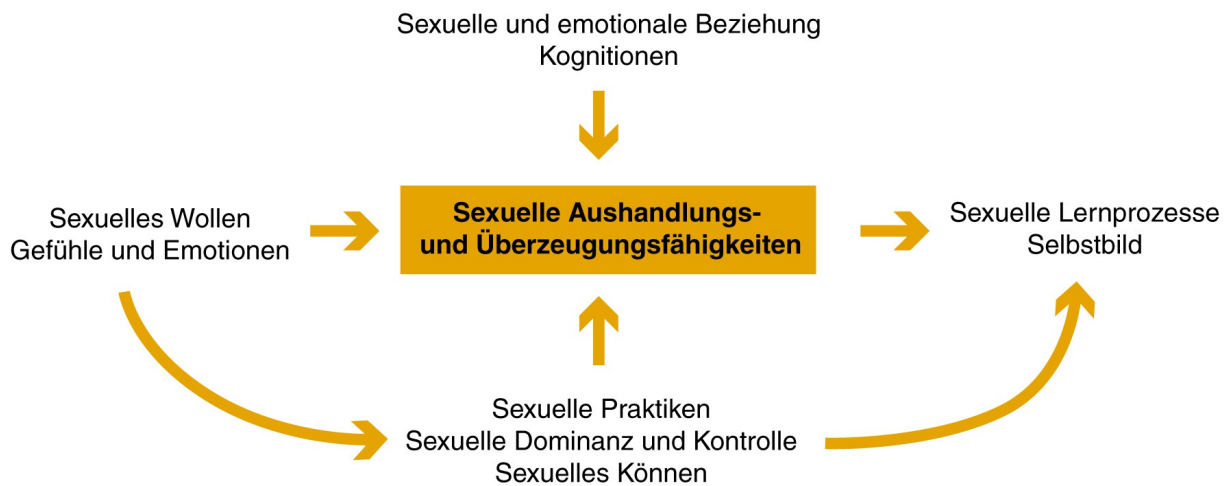 Sexuelle und emotionale Beziehung
Kognitionen
Sexuelles Wollen
Gefühle und Emotionen
Sexuelle Aushandlungs-
und Überzeugungsfähigkeiten
Sexuelle Lernprozesse
Selbstbild
Sexuelle Praktiken
Sexuelle Dominanz und Kontrolle
Sexuelles Können